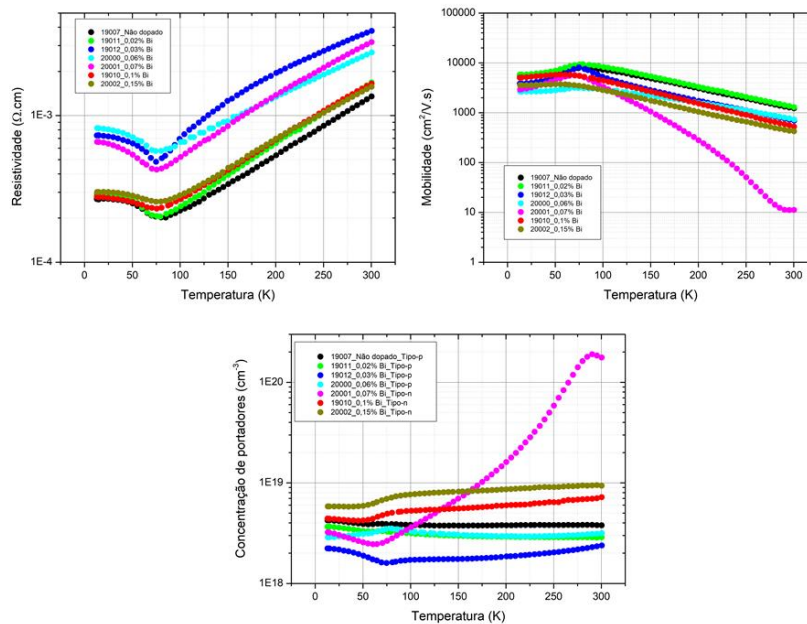 19007_Não dopado
19011_0,02% Bi
19012_0,03% Bi
20000_0,06% Bi
20001_0,07% Bi
19010_0,1% Bi
20002_0,15% Bi
1E-3
1E-4
0 50 100 150 200 250 300
Resistividade (Ω.cm)
Temperatura (K)
100000
10000
1000
100
10
1
19007_Não dopado
19011_0,02% Bi
19012_0,03% Bi
20000_0,06% Bi
20001_0,07% Bi
19010_0,1% Bi
20002_0,15% Bi
0 50 100 150 200 250 300
Mobilidade (cm²/V.s)
Temperatura (K)
19007_Não dopado_Tipo-p
19011_0,02% Bi_Tipo-p
19012_0,03% Bi_Tipo-p
20000_0,06% Bi_Tipo-p
20001_0,07% Bi_Tipo-n
19010_0,1% Bi_Tipo-n
20002_0,15% Bi_Tipo-n
1E20
1E19
1E18
0 50 100 150 200 250 300
Concentração de portadores (cm⁻³)
Temperatura (K)